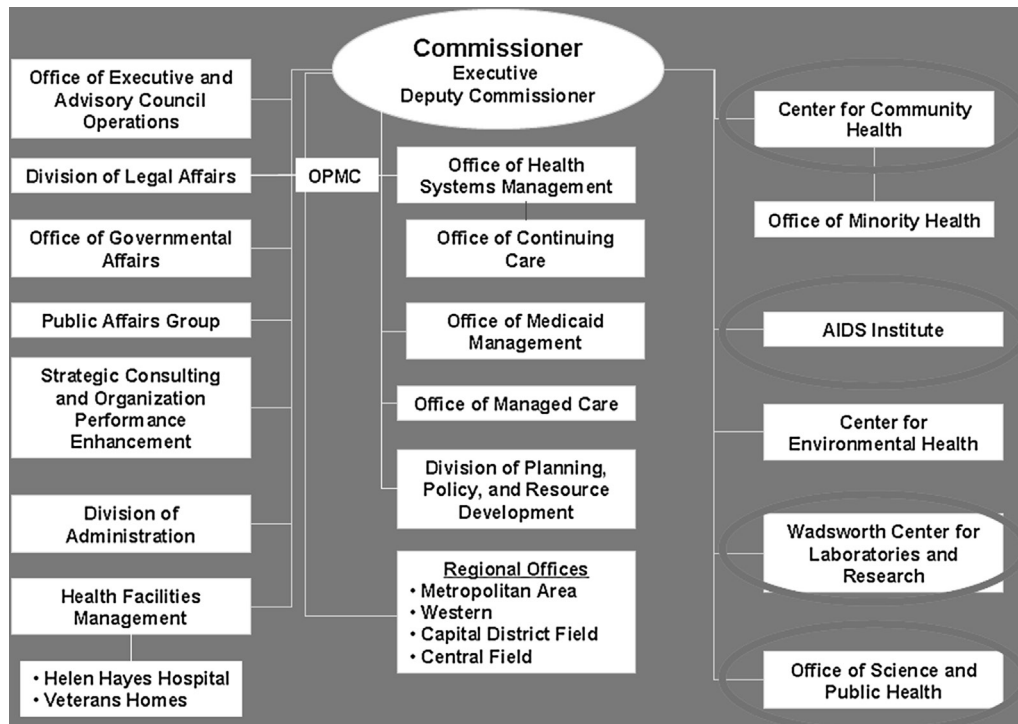 Commissioner
Executive
Deputy Commissioner
Office of Executive and
Advisory Council
Operations
Division of Legal Affairs
OPMC
Office of Governmental
Affairs
Public Affairs Group
Strategic Consulting
and Organization
Performance
Enhancement
Division of
Administration
Health Facilities
Management
• Helen Hayes Hospital
• Veterans Homes
Office of Health
Systems Management
Office of Continuing
Care
Office of Medicaid
Management
Office of Managed Care
Division of Planning,
Policy, and Resource
Development
Regional Offices
• Metropolitan Area
• Western
• Capital District Field
• Central Field
Center for Community
Health
Office of Minority Health
AIDS Institute
Center for
Environmental Health
Wadsworth Center for
Laboratories and
Research
Office of Science and
Public Health